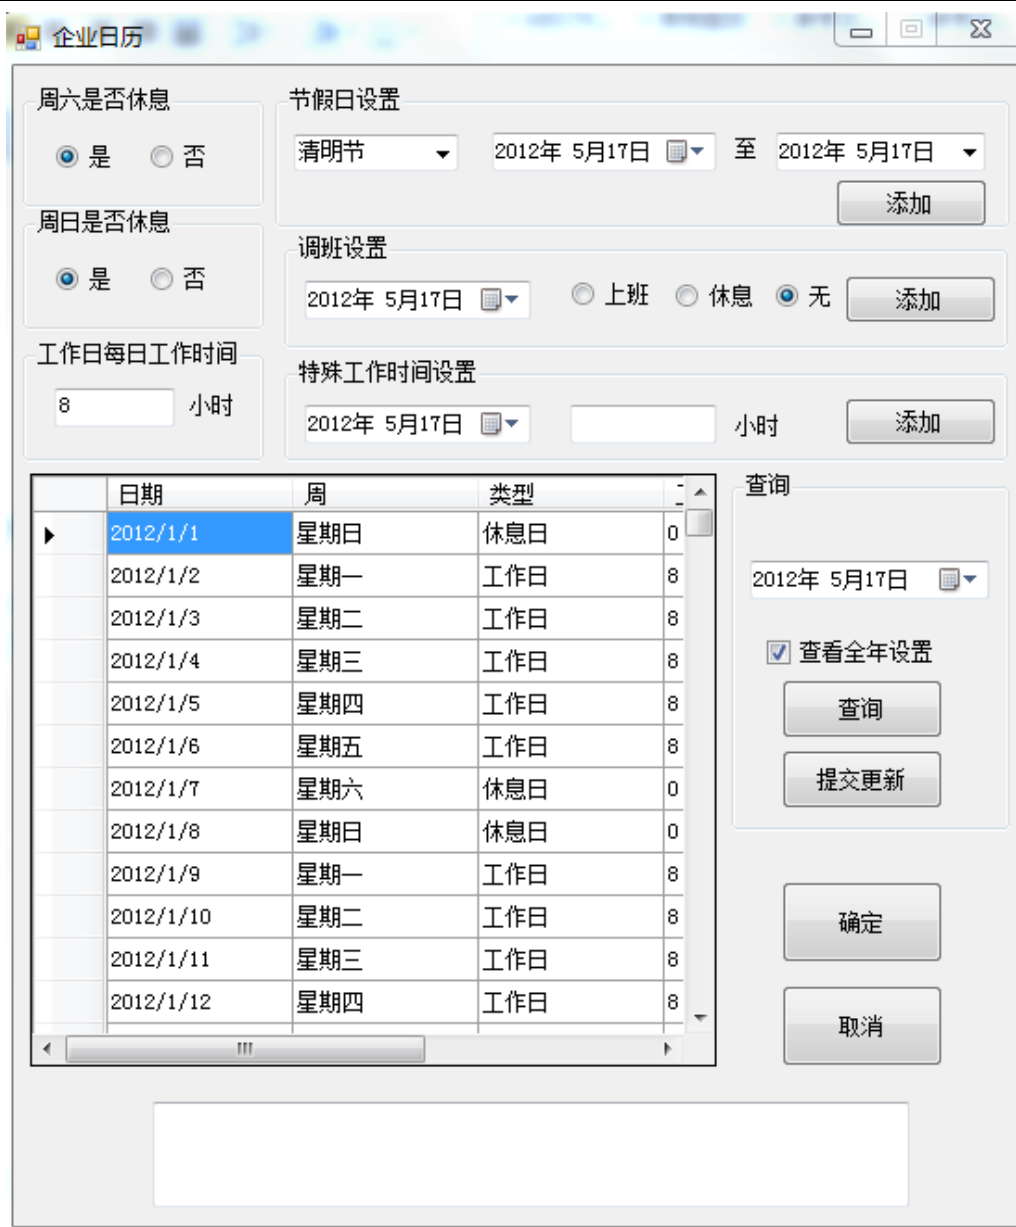 企业日历
周六是否休息
是 否
节假日设置
清明节 2012年 5月17日 至 2012年 5月17日
添加
周日是否休息
是 否
调班设置
2012年 5月17日 上班 休息 无 添加
工作日每日工作时间
8 小时
特殊工作时间设置
2012年 5月17日 小时 添加
日期 周 类型
2012/1/1 星期日 休息日 0
2012/1/2 星期一 工作日 8
2012/1/3 星期二 工作日 8
2012/1/4 星期三 工作日 8
2012/1/5 星期四 工作日 8
2012/1/6 星期五 工作日 8
2012/1/7 星期六 休息日 0
2012/1/8 星期日 休息日 0
2012/1/9 星期一 工作日 8
2012/1/10 星期二 工作日 8
2012/1/11 星期三 工作日 8
2012/1/12 星期四 工作日 8
查询
2012年 5月17日
查看全年设置
查询
提交更新
确定
取消